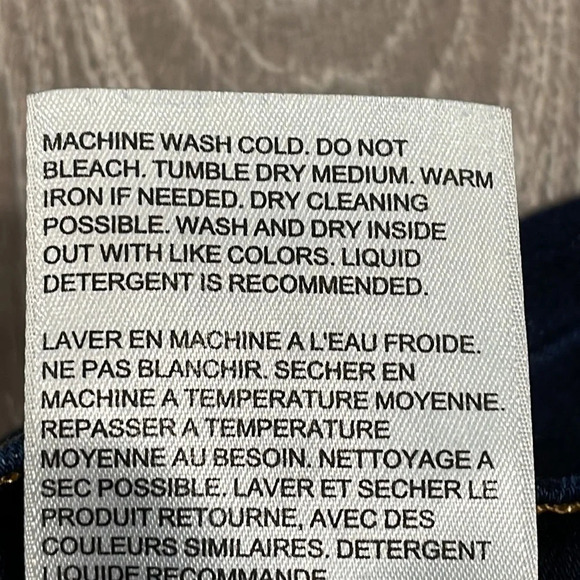 MACHINE WASH COLD. DO NOT
BLEACH. TUMBLE DRY MEDIUM. WARM
IRON IF NEEDED. DRY CLEANING
POSSIBLE. WASH AND DRY INSIDE
OUT WITH LIKE COLORS. LIQUID
DETERGENT IS RECOMMENDED.
LAVER EN MACHINE A L'EAU FROIDE.
NE PAS BLANCHIR. SECHER EN
MACHINE A TEMPERATURE MOYENNE.
REPASSER A TEMPERATURE
MOYENNE AU BESOIN. NETTOYAGE A
SEC POSSIBLE. LAVER ET SECHER LE
PRODUIT RETOURNE, AVEC DES
COULEURS SIMILAIRES. DETERGENT
LIQUIDE RECOMMANDE.